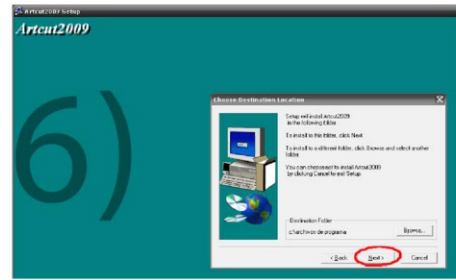 Artcut2009 Setup
Artcut2009
6)
Choose Destination Location
Setup will install Artcut2009
in the following folder.
To install to this folder, click Next.
To install to a different folder, click Browse and select another
folder.
You can choose not to install Artcut2009
by clicking Cancel to exit Setup.
Destination Folder
c:\archivos de programa
Browse...
< Back
Next >
Cancel